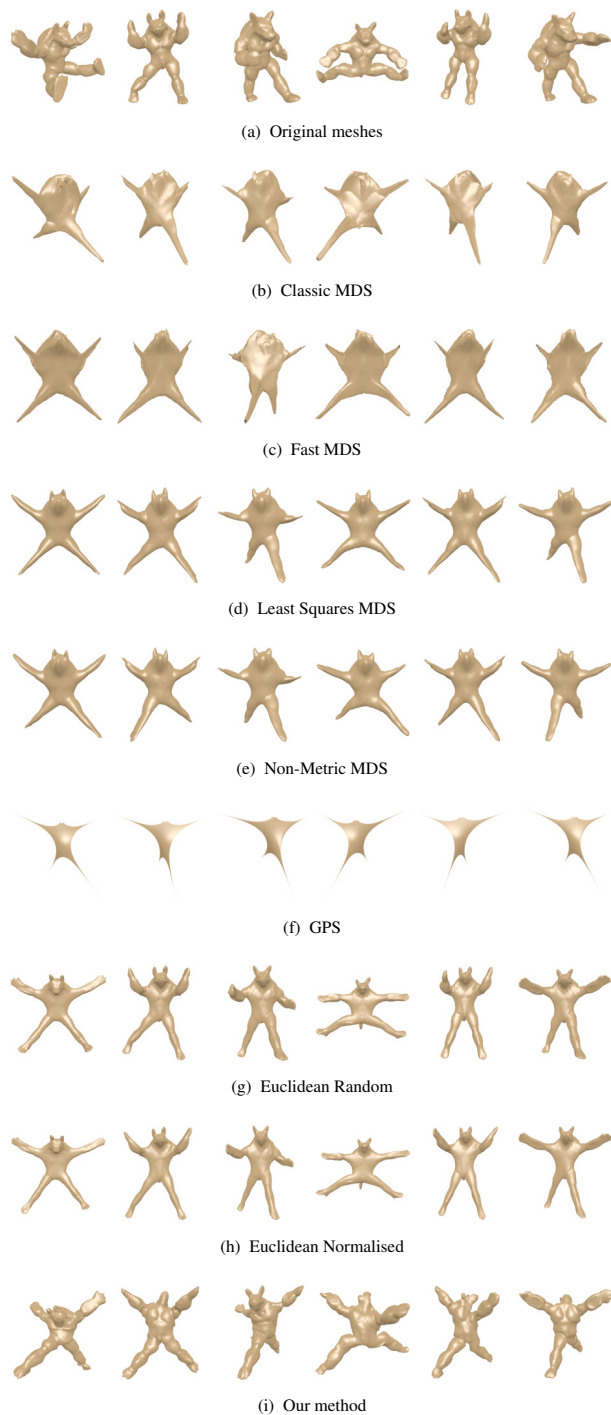 (a) Original meshes
(b) Classic MDS
(c) Fast MDS
(d) Least Squares MDS
(e) Non-Metric MDS
(f) GPS
(g) Euclidean Random
(h) Euclidean Normalised
(i) Our method